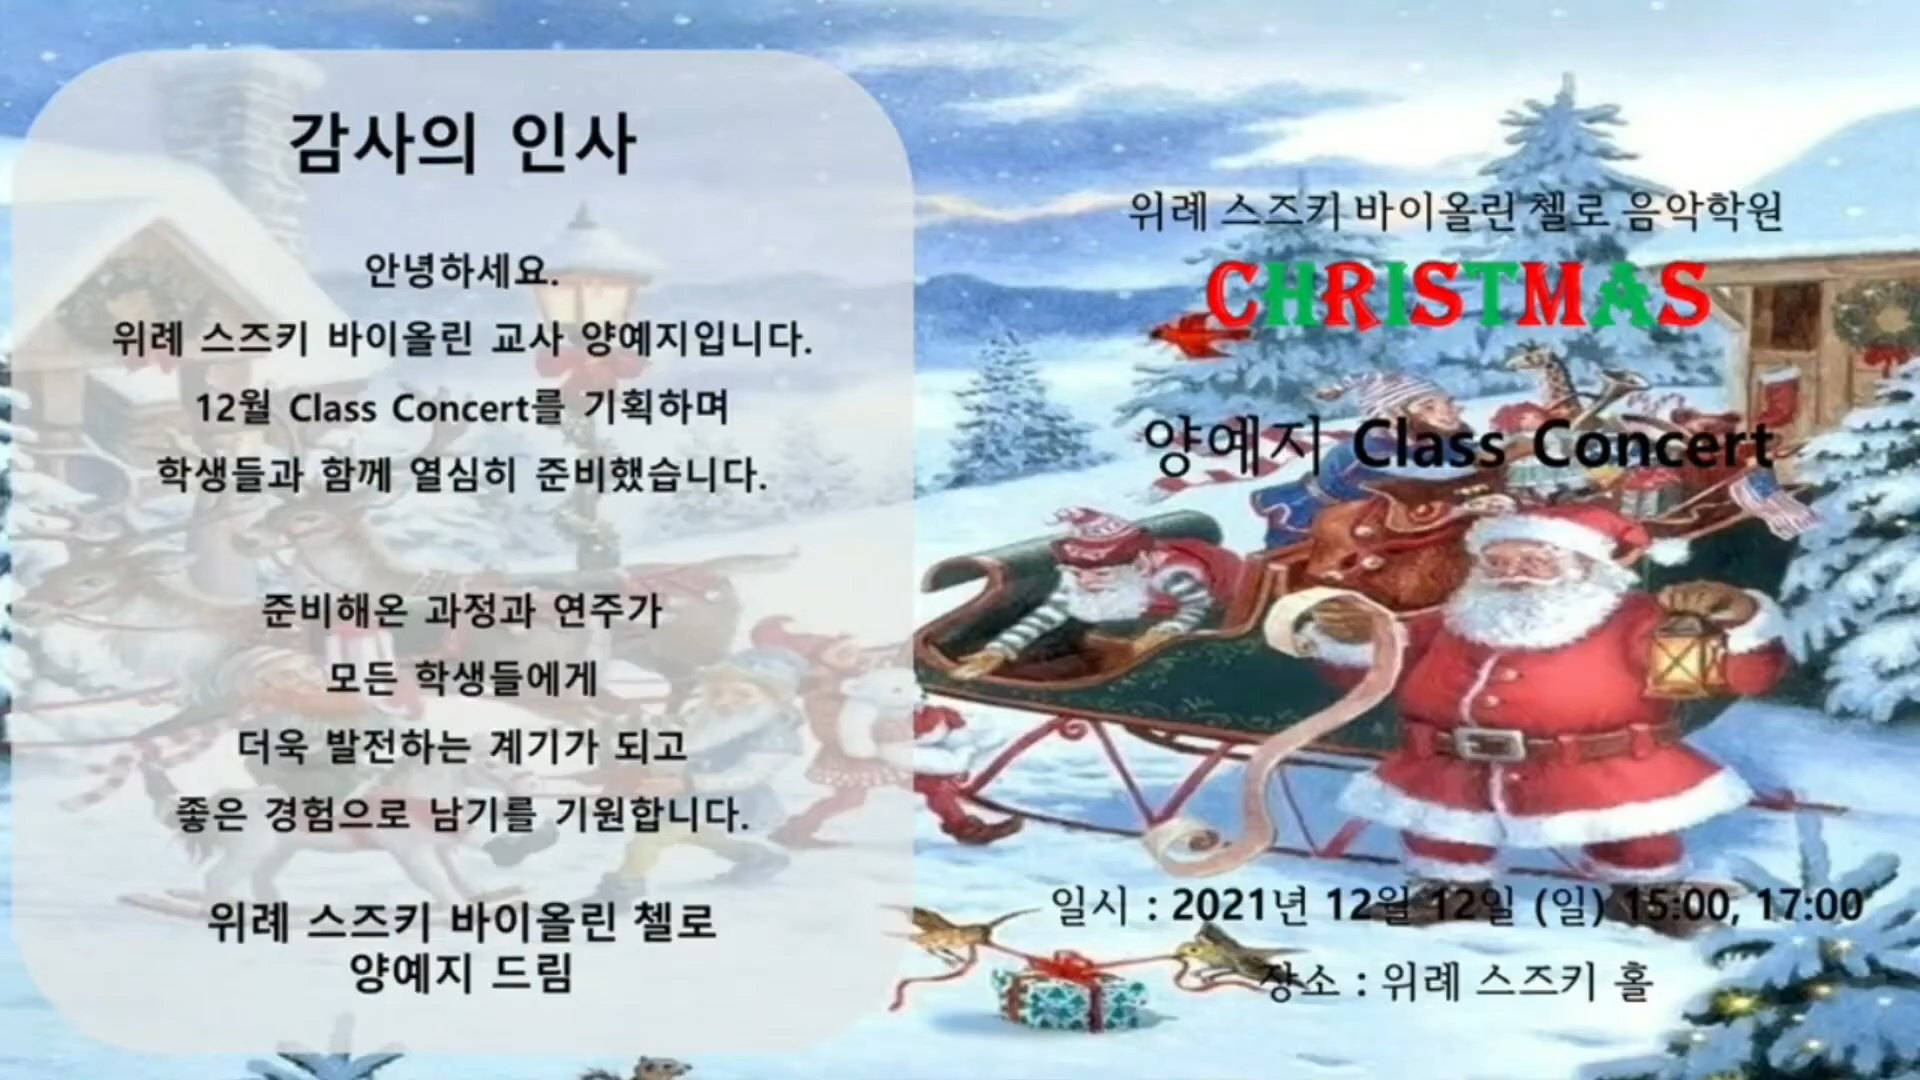 감사의 인사
안녕하세요.
위례 스즈키 바이올린 교사 양예지입니다.
12월 Class Concert를 기획하며
학생들과 함께 열심히 준비했습니다.
준비해온 과정과 연주가
모든 학생들에게
더욱 발전하는 계기가 되고
좋은 경험으로 남기를 기원합니다.
위례 스즈키 바이올린 첼로
양예지 드림
위례 스즈키 바이올린 첼로 음악학원
CHRISTMAS
양예지 Class Concert
일시 : 2021년 12월 12일 (일) 15:00, 17:00
장소 : 위례 스즈키 홀